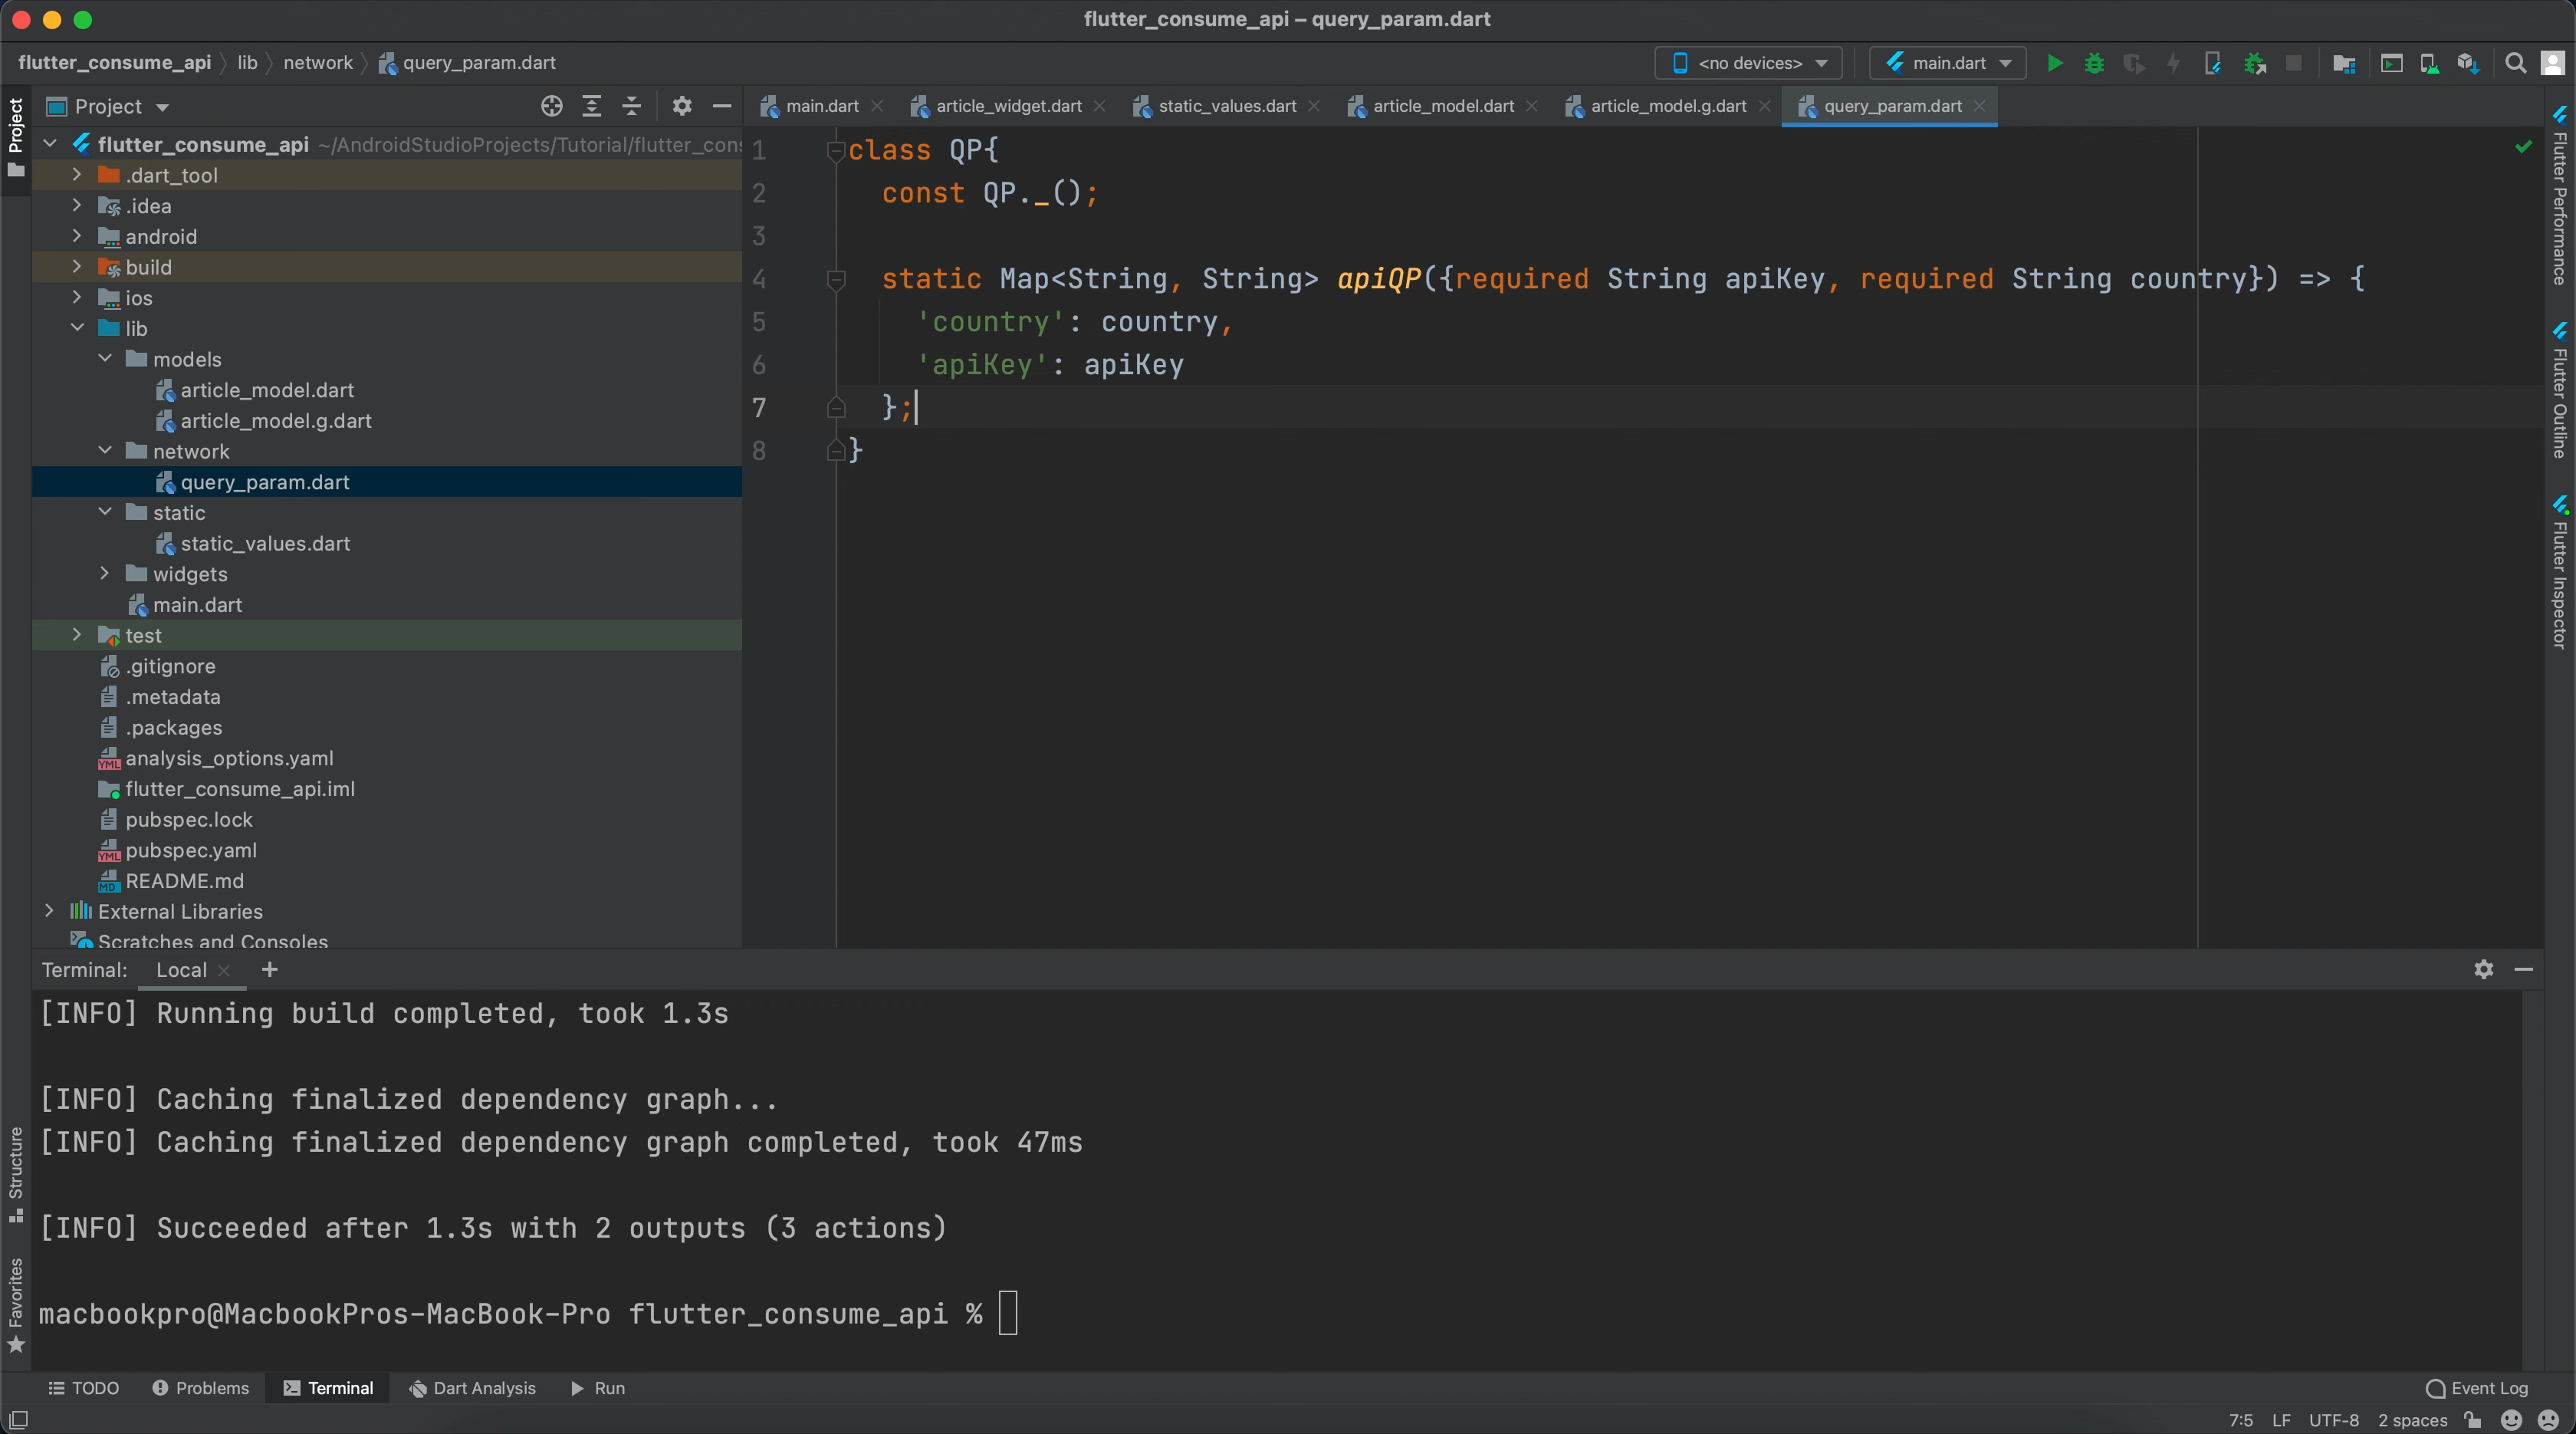 flutter_consume_api – query_param.dart
flutter_consume_api lib network query_param.dart
<no devices> main.dart
Project
Project
main.dart article_widget.dart static_values.dart article_model.dart article_model.g.dart query_param.dart
flutter_consume_api ~/AndroidStudioProjects/Tutorial/flutter_cons
.dart_tool
.idea
android
build
ios
lib
models
article_model.dart
article_model.g.dart
network
query_param.dart
static
static_values.dart
widgets
main.dart
test
.gitignore
.metadata
.packages
analysis_options.yaml
flutter_consume_api.iml
pubspec.lock
pubspec.yaml
README.md
External Libraries
Scratches and Consoles
1 class QP{
2 const QP._();
3
4 static Map<String, String> apiQP({required String apiKey, required String country}) => {
5 'country': country,
6 'apiKey': apiKey
7 };
8 }
Flutter Performance
Flutter Outline
Flutter Inspector
Terminal: Local +
[INFO] Running build completed, took 1.3s
[INFO] Caching finalized dependency graph...
[INFO] Caching finalized dependency graph completed, took 47ms
[INFO] Succeeded after 1.3s with 2 outputs (3 actions)
macbookpro@MacbookPros-MacBook-Pro flutter_consume_api %
Structure
Favorites
TODO Problems Terminal Dart Analysis Run Event Log
7:5 LF UTF-8 2 spaces